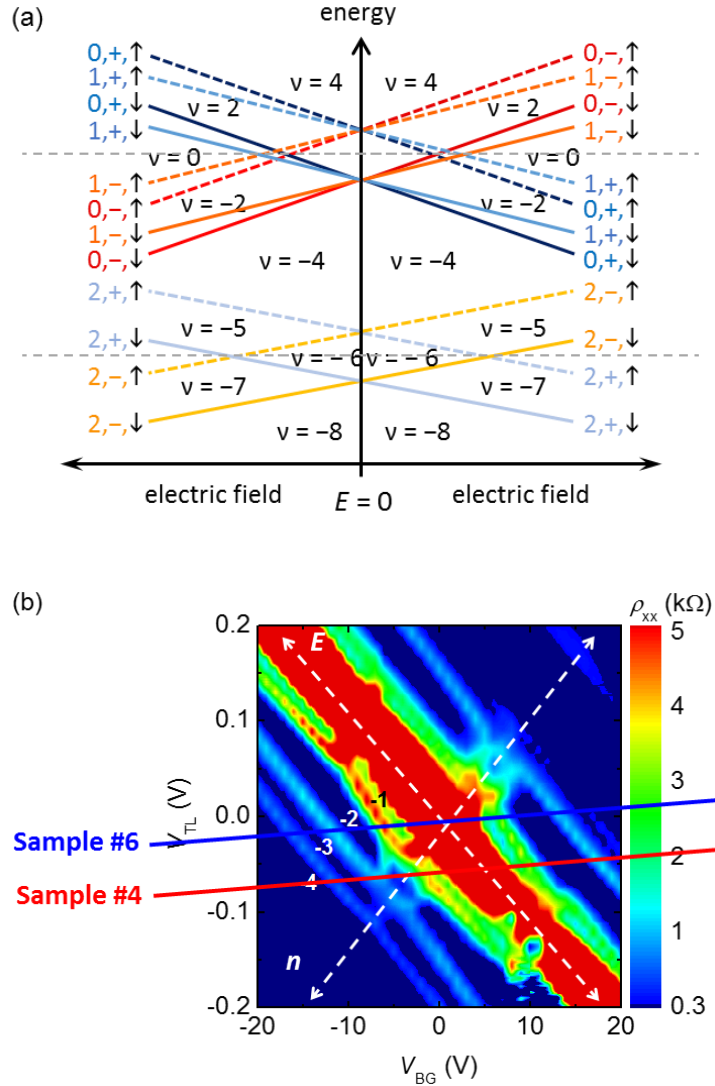 (a)
energy
0,+,↑
1,+,↑
0,+,↓
1,+,↓
1,−,↑
0,−,↑
1,−,↓
0,−,↓
2,+,↑
2,+,↓
2,−,↑
2,−,↓
ν = 4
ν = 4
ν = 2
ν = 2
ν = 0
ν = 0
ν = −2
ν = −2
ν = −4
ν = −4
ν = −5
ν = −5
ν = −6
ν = −6
ν = −7
ν = −7
ν = −8
ν = −8
0,−,↑
1,−,↑
0,−,↓
1,−,↓
1,+,↑
0,+,↑
1,+,↓
0,+,↓
2,−,↑
2,−,↓
2,+,↑
2,+,↓
electric field
E = 0
electric field
(b)
ρxx (kΩ)
0.2
0.1
0.0
-0.1
-0.2
VTL (V)
E
n
-1
-2
-3
4
Sample #6
Sample #4
5
4
3
2
1
0.3
-20
-10
0
10
20
VBG (V)